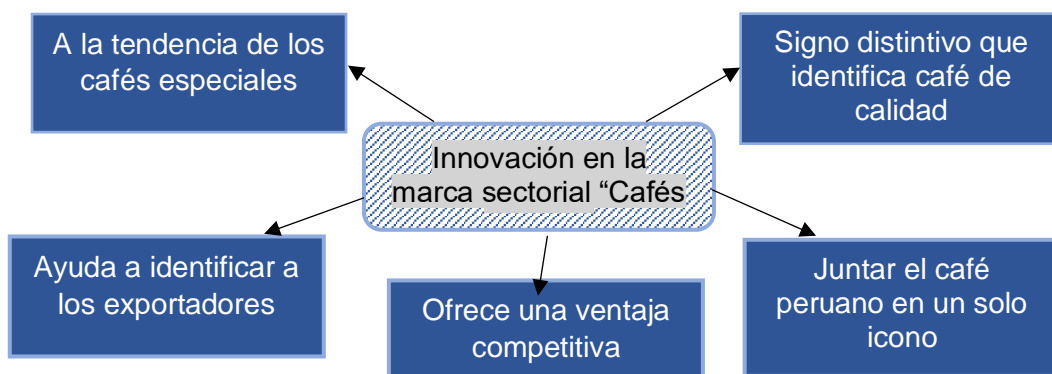 A la tendencia de los
cafés especiales
Signo distintivo que
identifica café de
calidad
Innovación en la
marca sectorial “Cafés
Ayuda a identificar a
los exportadores
Ofrece una ventaja
competitiva
Juntar el café
peruano en un solo
icono